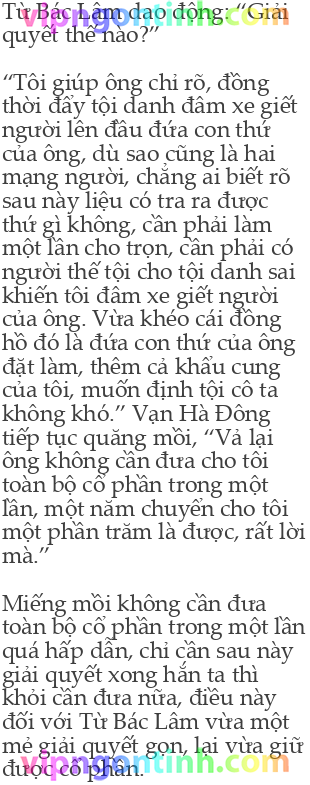 Từ Bác Lâm dao động: “Giải
quyết thế nào?”
“Tôi giúp ông chỉ rõ, đồng
thời đẩy tội danh đâm xe giết
người lên đầu đứa con thứ
của ông, dù sao cũng là hai
mạng người, chẳng ai biết rõ
sau này liệu có tra ra được
thứ gì không, cần phải làm
một lần cho trọn, cần phải có
người thế tội cho tội danh sai
khiến tôi đâm xe giết người
của ông. Vừa khéo cái đồng
hồ đó là đứa con thứ của ông
đặt làm, thêm cả khẩu cung
của tôi, muốn định tội cô ta
không khó.” Vạn Hà Đông
tiếp tục quăng mồi, “Vả lại
ông không cần đưa cho tôi
toàn bộ cổ phần trong một
lần, một năm chuyển cho tôi
một phần trăm là được, rất lời
mà.”
Miếng mồi không cần đưa
toàn bộ cổ phần trong một lần
quá hấp dẫn, chỉ cần sau này
giải quyết xong hắn ta thì
khỏi cần đưa nữa, điều này
đối với Từ Bác Lâm vừa một
mẻ giải quyết gọn, lại vừa giữ
được cổ phần.
vipngontinh.com
vipngontinh.com